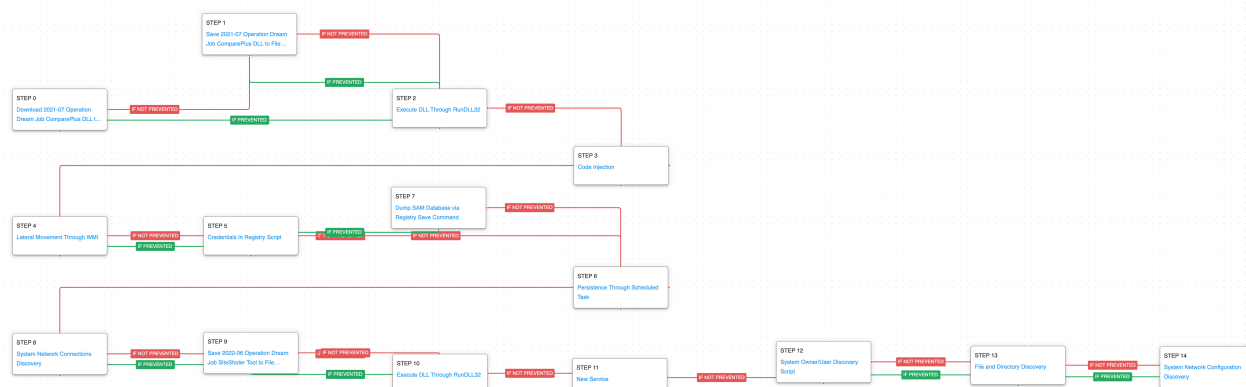 STEP 1
Save 2021-07 Operation Dream
Job ComparePlus DLL to File...
IF NOT PREVENTED
IF PREVENTED
STEP 0
Download 2021-07 Operation
Dream Job ComparePlus DLL t...
IF NOT PREVENTED
IF PREVENTED
STEP 2
Execute DLL Through RunDLL32
IF NOT PREVENTED
STEP 3
Code Injection
STEP 4
Lateral Movement Through WMI
IF NOT PREVENTED
IF PREVENTED
STEP 5
Credentials In Registry Script
IF PREVENTED
IF NOT PREVENTED
STEP 7
Dump SAM Database via
Registry Save Command.
IF NOT PREVENTED
STEP 6
Persistence Through Scheduled
Task
STEP 8
System Network Connections
Discovery
IF NOT PREVENTED
IF PREVENTED
STEP 9
Save 2022-08 Operation Dream
Job SiteShoter Tool to File...
IF NOT PREVENTED
IF PREVENTED
STEP 10
Execute DLL Through RunDLL32
IF NOT PREVENTED
STEP 11
New Service
IF NOT PREVENTED
STEP 12
System Owner/User Discovery
Script
IF NOT PREVENTED
IF PREVENTED
STEP 13
File and Directory Discovery
IF NOT PREVENTED
IF PREVENTED
STEP 14
System Network Configuration
Discovery